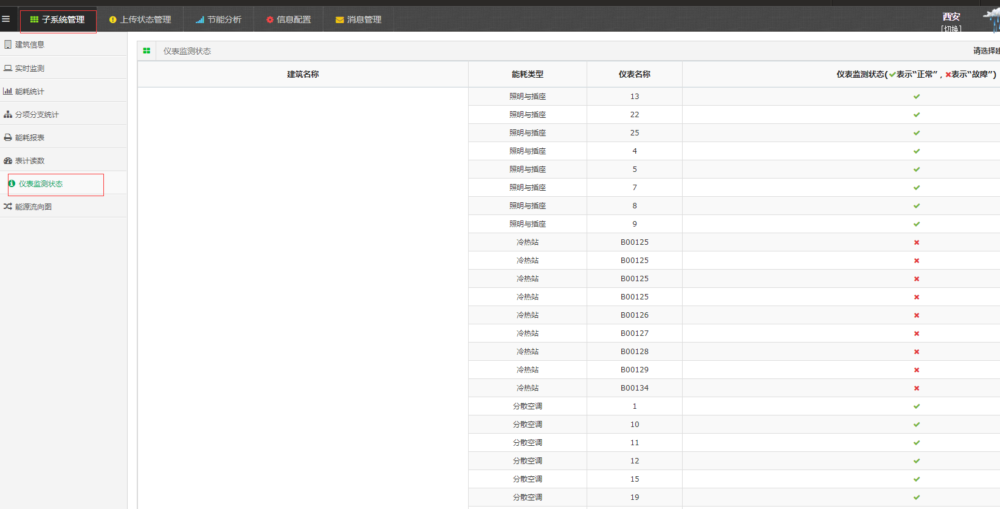 子系统管理 上传状态管理 节能分析 信息配置 消息管理 西安
[切换]
建筑信息
实时监测
能耗统计
分项分支统计
能耗报表
表计读数
仪表监测状态
能源流向图
仪表监测状态 请选择建
建筑名称 能耗类型 仪表名称 仪表监测状态(✔表示“正常”,✖表示“故障”)
照明与插座 13 ✔
照明与插座 22 ✔
照明与插座 25 ✔
照明与插座 4 ✔
照明与插座 5 ✔
照明与插座 7 ✔
照明与插座 8 ✔
照明与插座 9 ✔
冷热站 B00125 ✖
冷热站 B00125 ✖
冷热站 B00125 ✖
冷热站 B00125 ✖
冷热站 B00126 ✖
冷热站 B00127 ✖
冷热站 B00128 ✖
冷热站 B00129 ✖
冷热站 B00134 ✖
分散空调 1 ✔
分散空调 10 ✔
分散空调 11 ✔
分散空调 12 ✔
分散空调 15 ✔
分散空调 19 ✔